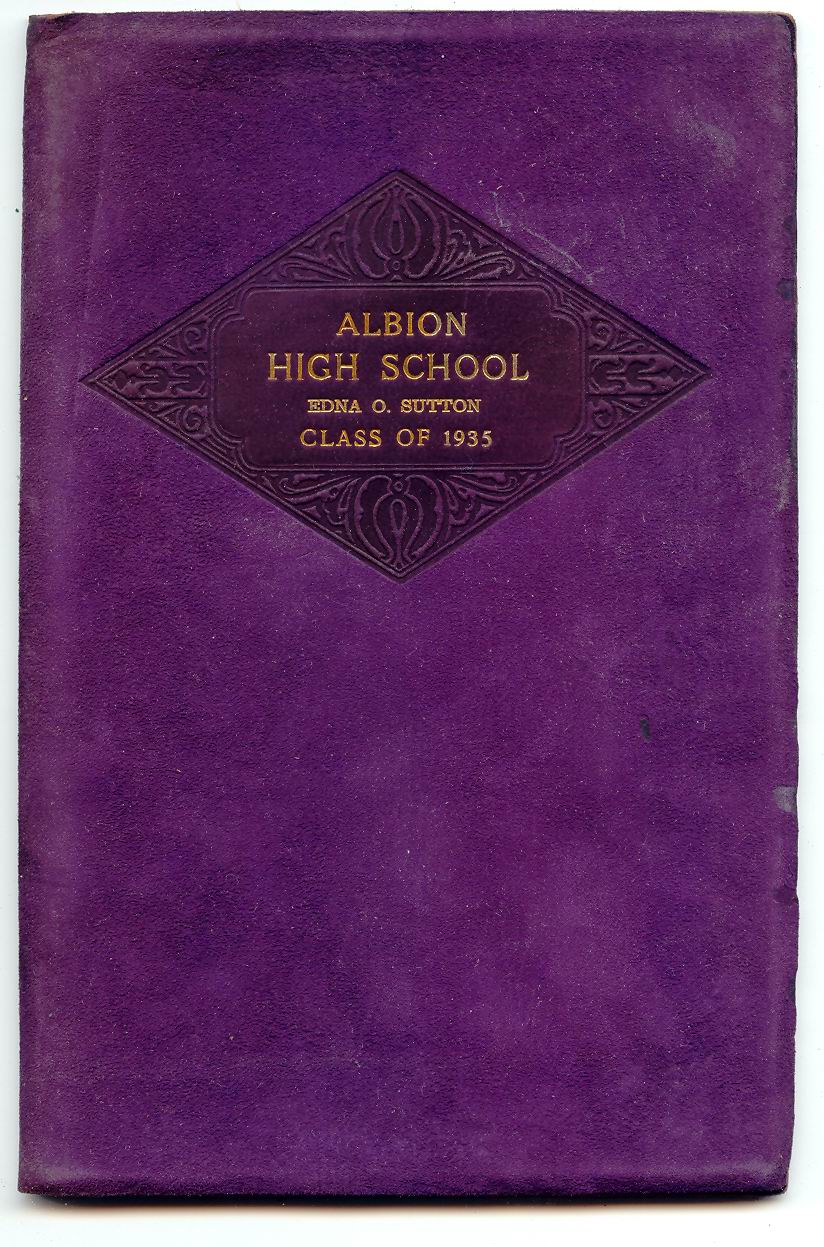 ALBION
HIGH SCHOOL
EDNA O. SUTTON
CLASS OF 1935